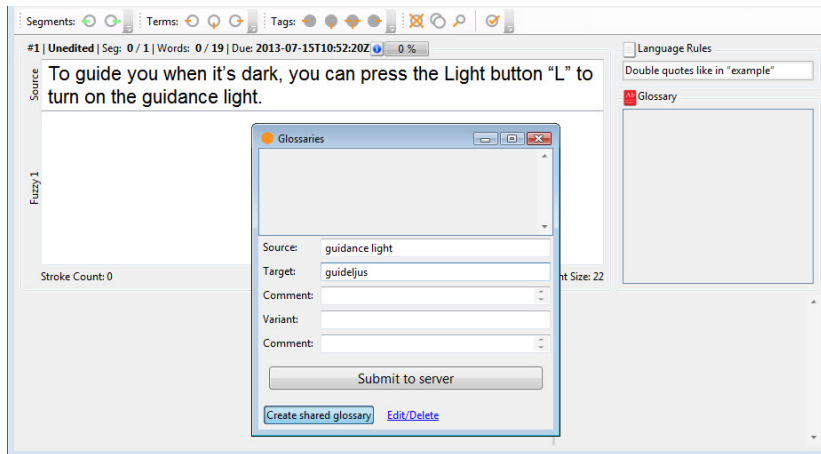 Segments: Terms: Tags:
#1 | Unedited | Seg: 0 / 1 | Words: 0 / 19 | Due: 2013-07-15T10:52:20Z 0 %
Language Rules
Source
To guide you when it's dark, you can press the Light button “L” to
turn on the guidance light.
Double quotes like in "example"
Ab Glossary
Fuzzy 1
Glossaries
Source: guidance light
Target: guideljus
Comment:
Variant:
Comment:
Submit to server
Create shared glossary Edit/Delete
Stroke Count: 0
nt Size: 22